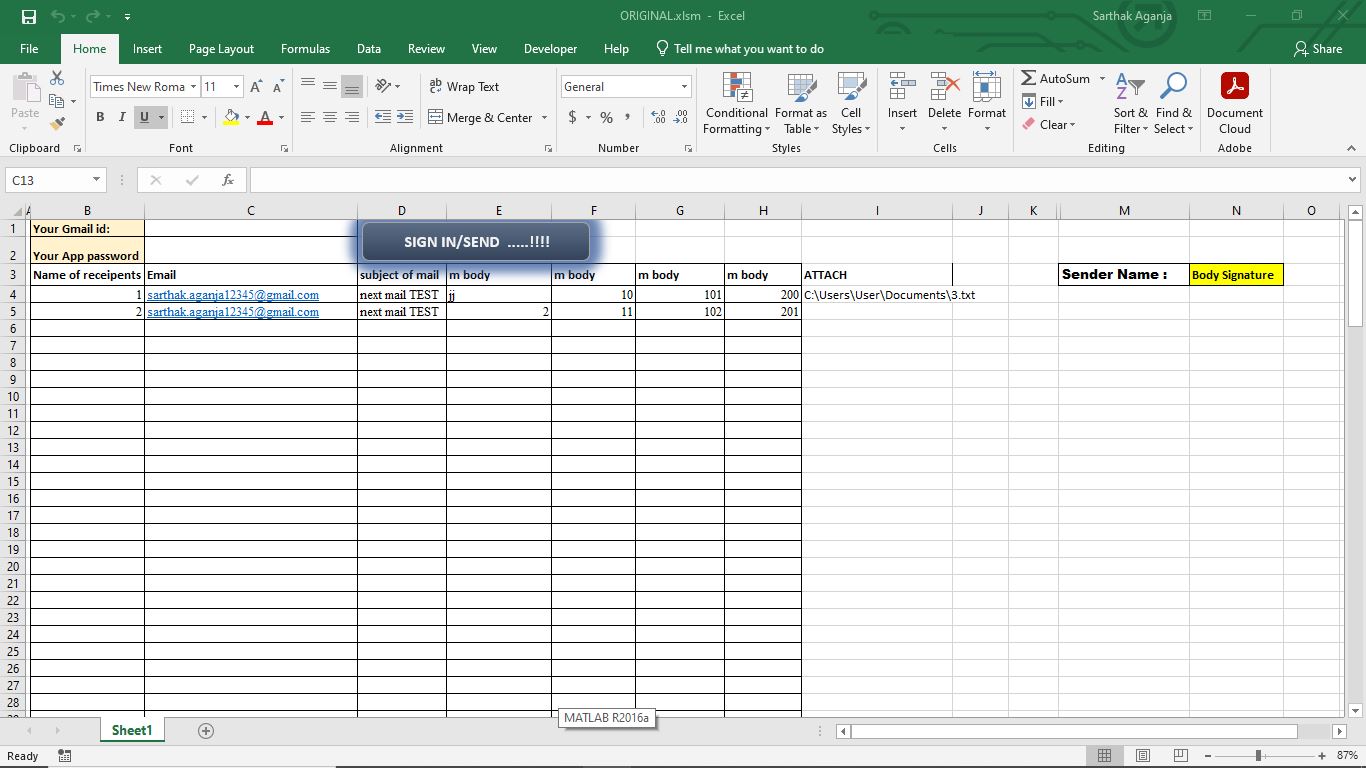 ORIGINAL.xlsm - Excel
Sarthak Aganja
File Home Insert Page Layout Formulas Data Review View Developer Help Tell me what you want to do Share
Paste
Clipboard
Times New Roma 11
B I U A
Font
Wrap Text
Merge & Center
Alignment
General
$ % ,
Number
Conditional Formatting
Format as Table
Cell Styles
Styles
Insert Delete Format
Cells
AutoSum
Fill
Clear
Sort & Filter
Find & Select
Editing
Document Cloud
Adobe
C13 fx
A B C D E F G H I J K M N O
1 Your Gmail id: SIGN IN/SEND .....!!!!
2 Your App password
3 Name of receipents Email subject of mail m body m body m body m body ATTACH Sender Name : Body Signature
4 1 sarthak.aganja12345@gmail.com next mail TEST jj 10 101 200 C:\Users\User\Documents\3.txt
5 2 sarthak.aganja12345@gmail.com next mail TEST 2 11 102 201
6
7
8
9
10
11
12
13
14
15
16
17
18
19
20
21
22
23
24
25
26
27
28
MATLAB R2016a
Sheet1
Ready
87%